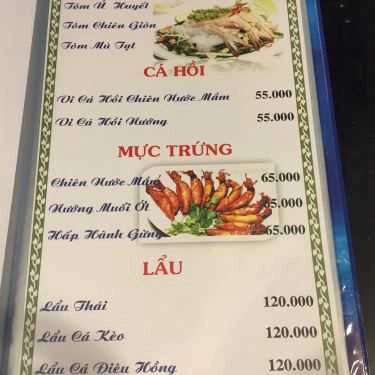 Tôm Ủ Huyết
Tôm Chiên Giòn
Tôm Mù Tạt
CÁ HỒI
Vi Cá Hồi Chiên Nước Mắm 55.000
Vi Cá Hồi Nướng 55.000
MỰC TRỨNG
Chiên Nước Mắm 65.000
Nướng Muối Ớt 65.000
Hấp Hành Gừng 65.000
LẨU
Lẩu Thái 120.000
Lẩu Cá Kèo 120.000
Lẩu Cá Diêu Hồng 120.000